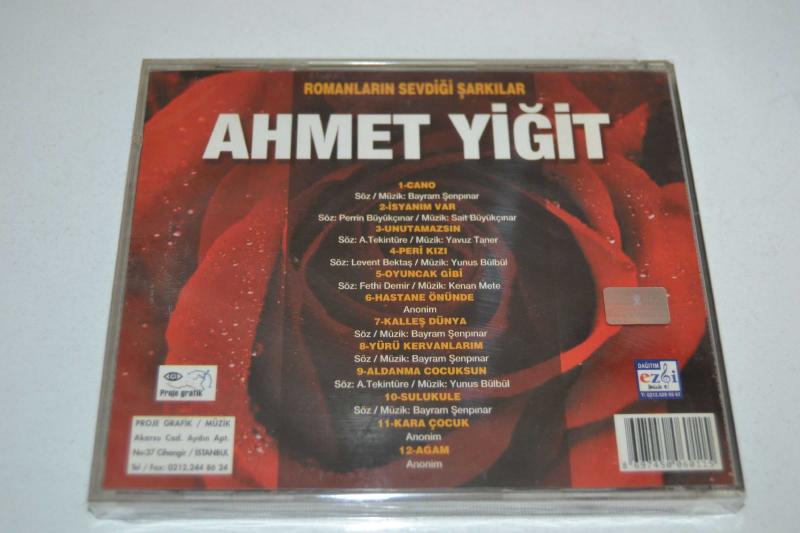 ROMANLARIN SEVDİĞİ ŞARKILAR
AHMET YİĞİT
1-CANO
Söz / Müzik: Bayram Şenpınar
2-İSYANIM VAR
Söz: Perrin Büyükçınar / Müzik: Sait Büyükçınar
3-UNUTAMAZSIN
Söz: A.Tekintüre / Müzik: Yavuz Taner
4-PERİ KIZI
Söz: Levent Bektaş / Müzik: Yunus Bülbül
5-OYUNCAK GİBİ
Söz: Fethi Demir / Müzik: Kenan Mete
6-HASTANE ÖNÜNDE
Anonim
7-KALLEŞ DÜNYA
Söz / Müzik: Bayram Şenpınar
8-YÜRÜ KERVANLARIM
Söz / Müzik: Bayram Şenpınar
9-ALDANMA COCUKSUN
Söz: A.Tekintüre / Müzik: Yunus Bülbül
10-SULUKULE
Söz / Müzik: Bayram Şenpınar
11-KARA ÇOCUK
Anonim
12-AĞAM
Anonim
Proje grafik
PROJE GRAFİK / MÜZİK
Akarsu Cad. Aydın Apt.
No:37 Cihangir / İSTANBUL
Tel / Fax: 0212.244 86 24
DAĞITIM
ezgi
8 697450 060115